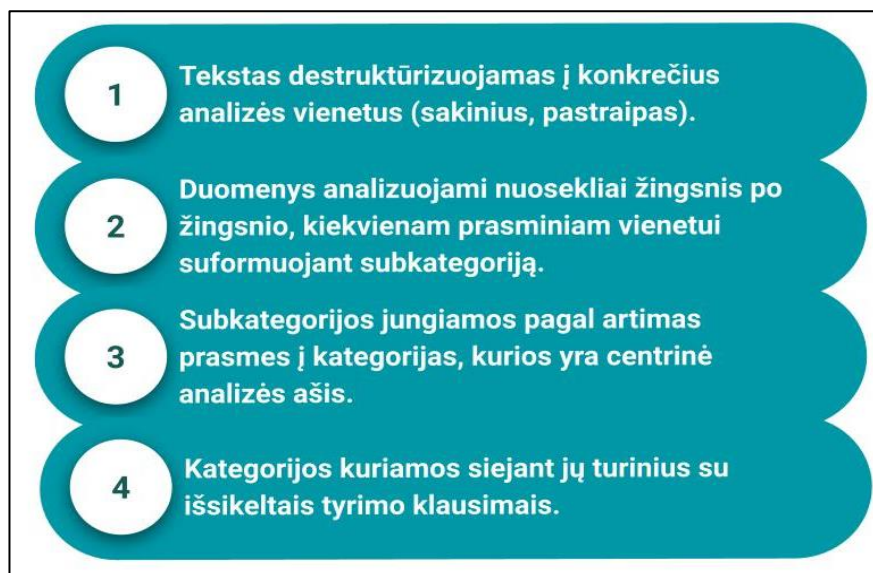 1
Tekstas destruktūrizuojamas į konkrečius
analizės vienetus (sakinius, pastraipas).
2
Duomenys analizuojami nuosekliai žingsnis po
žingsnio, kiekvienam prasminiam vienetui
suformuojant subkategoriją.
3
Subkategorijos jungiamos pagal artimas
prasmes į kategorijas, kurios yra centrinė
analizės ašis.
4
Kategorijos kuriamos siejant jų turinius su
išsikeltais tyrimo klausimais.